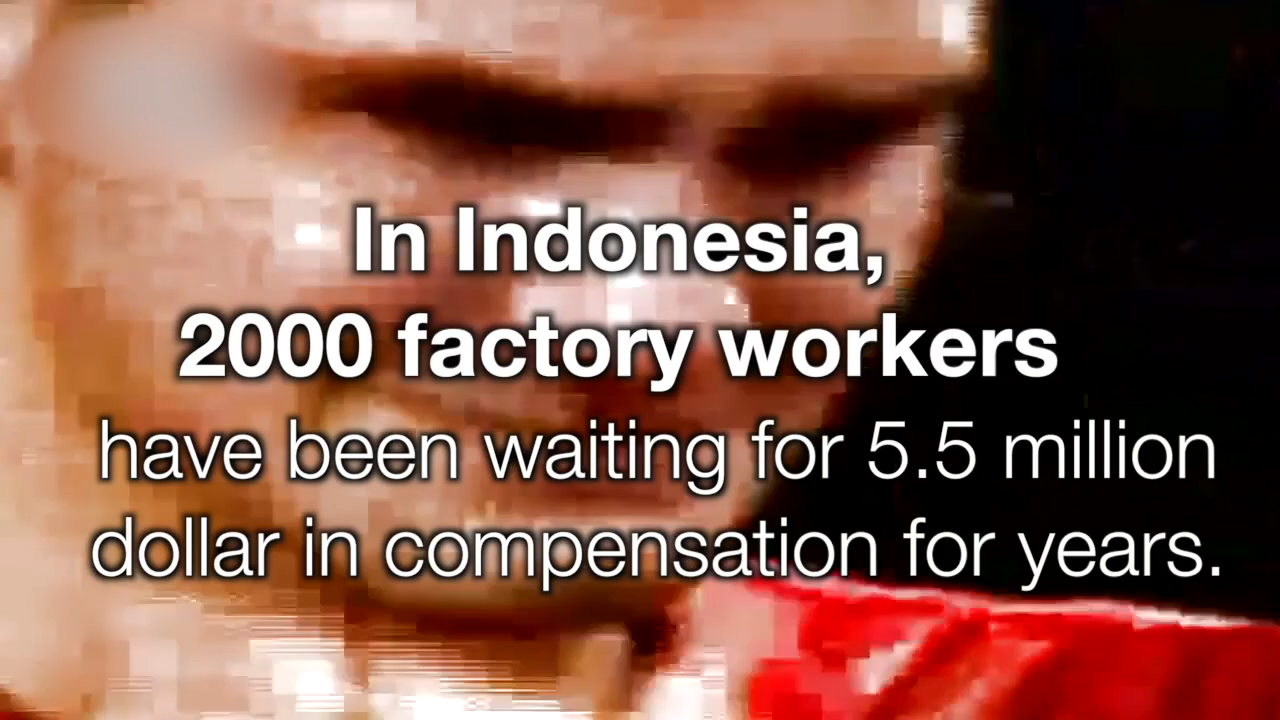 In Indonesia,
2000 factory workers
have been waiting for 5.5 million
dollar in compensation for years.